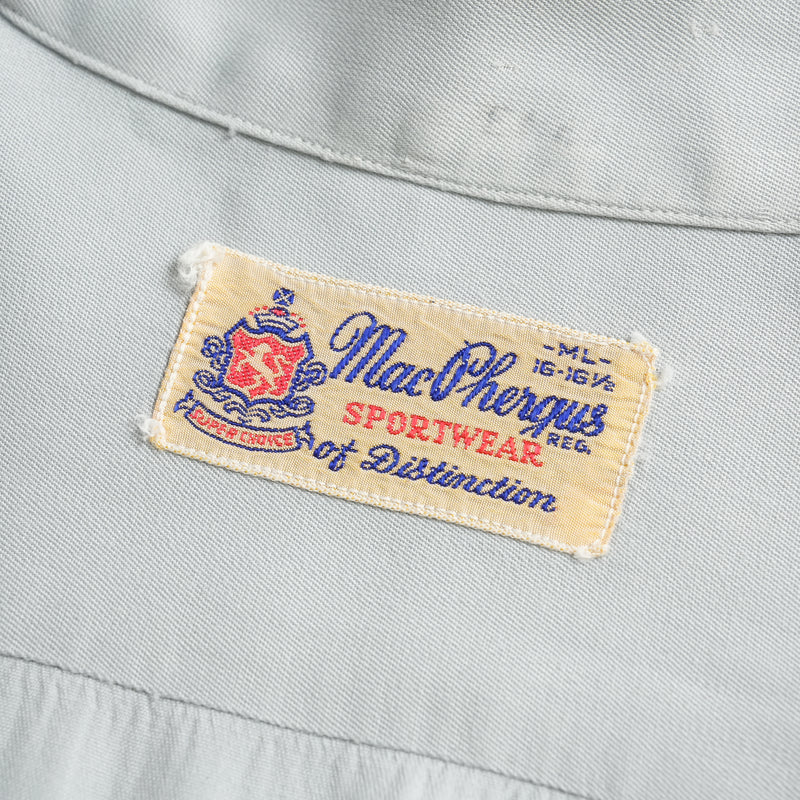 -ML-
16-16½
MacPhergus
REG.
SPORTWEAR
of Distinction
SUPER CHOICE